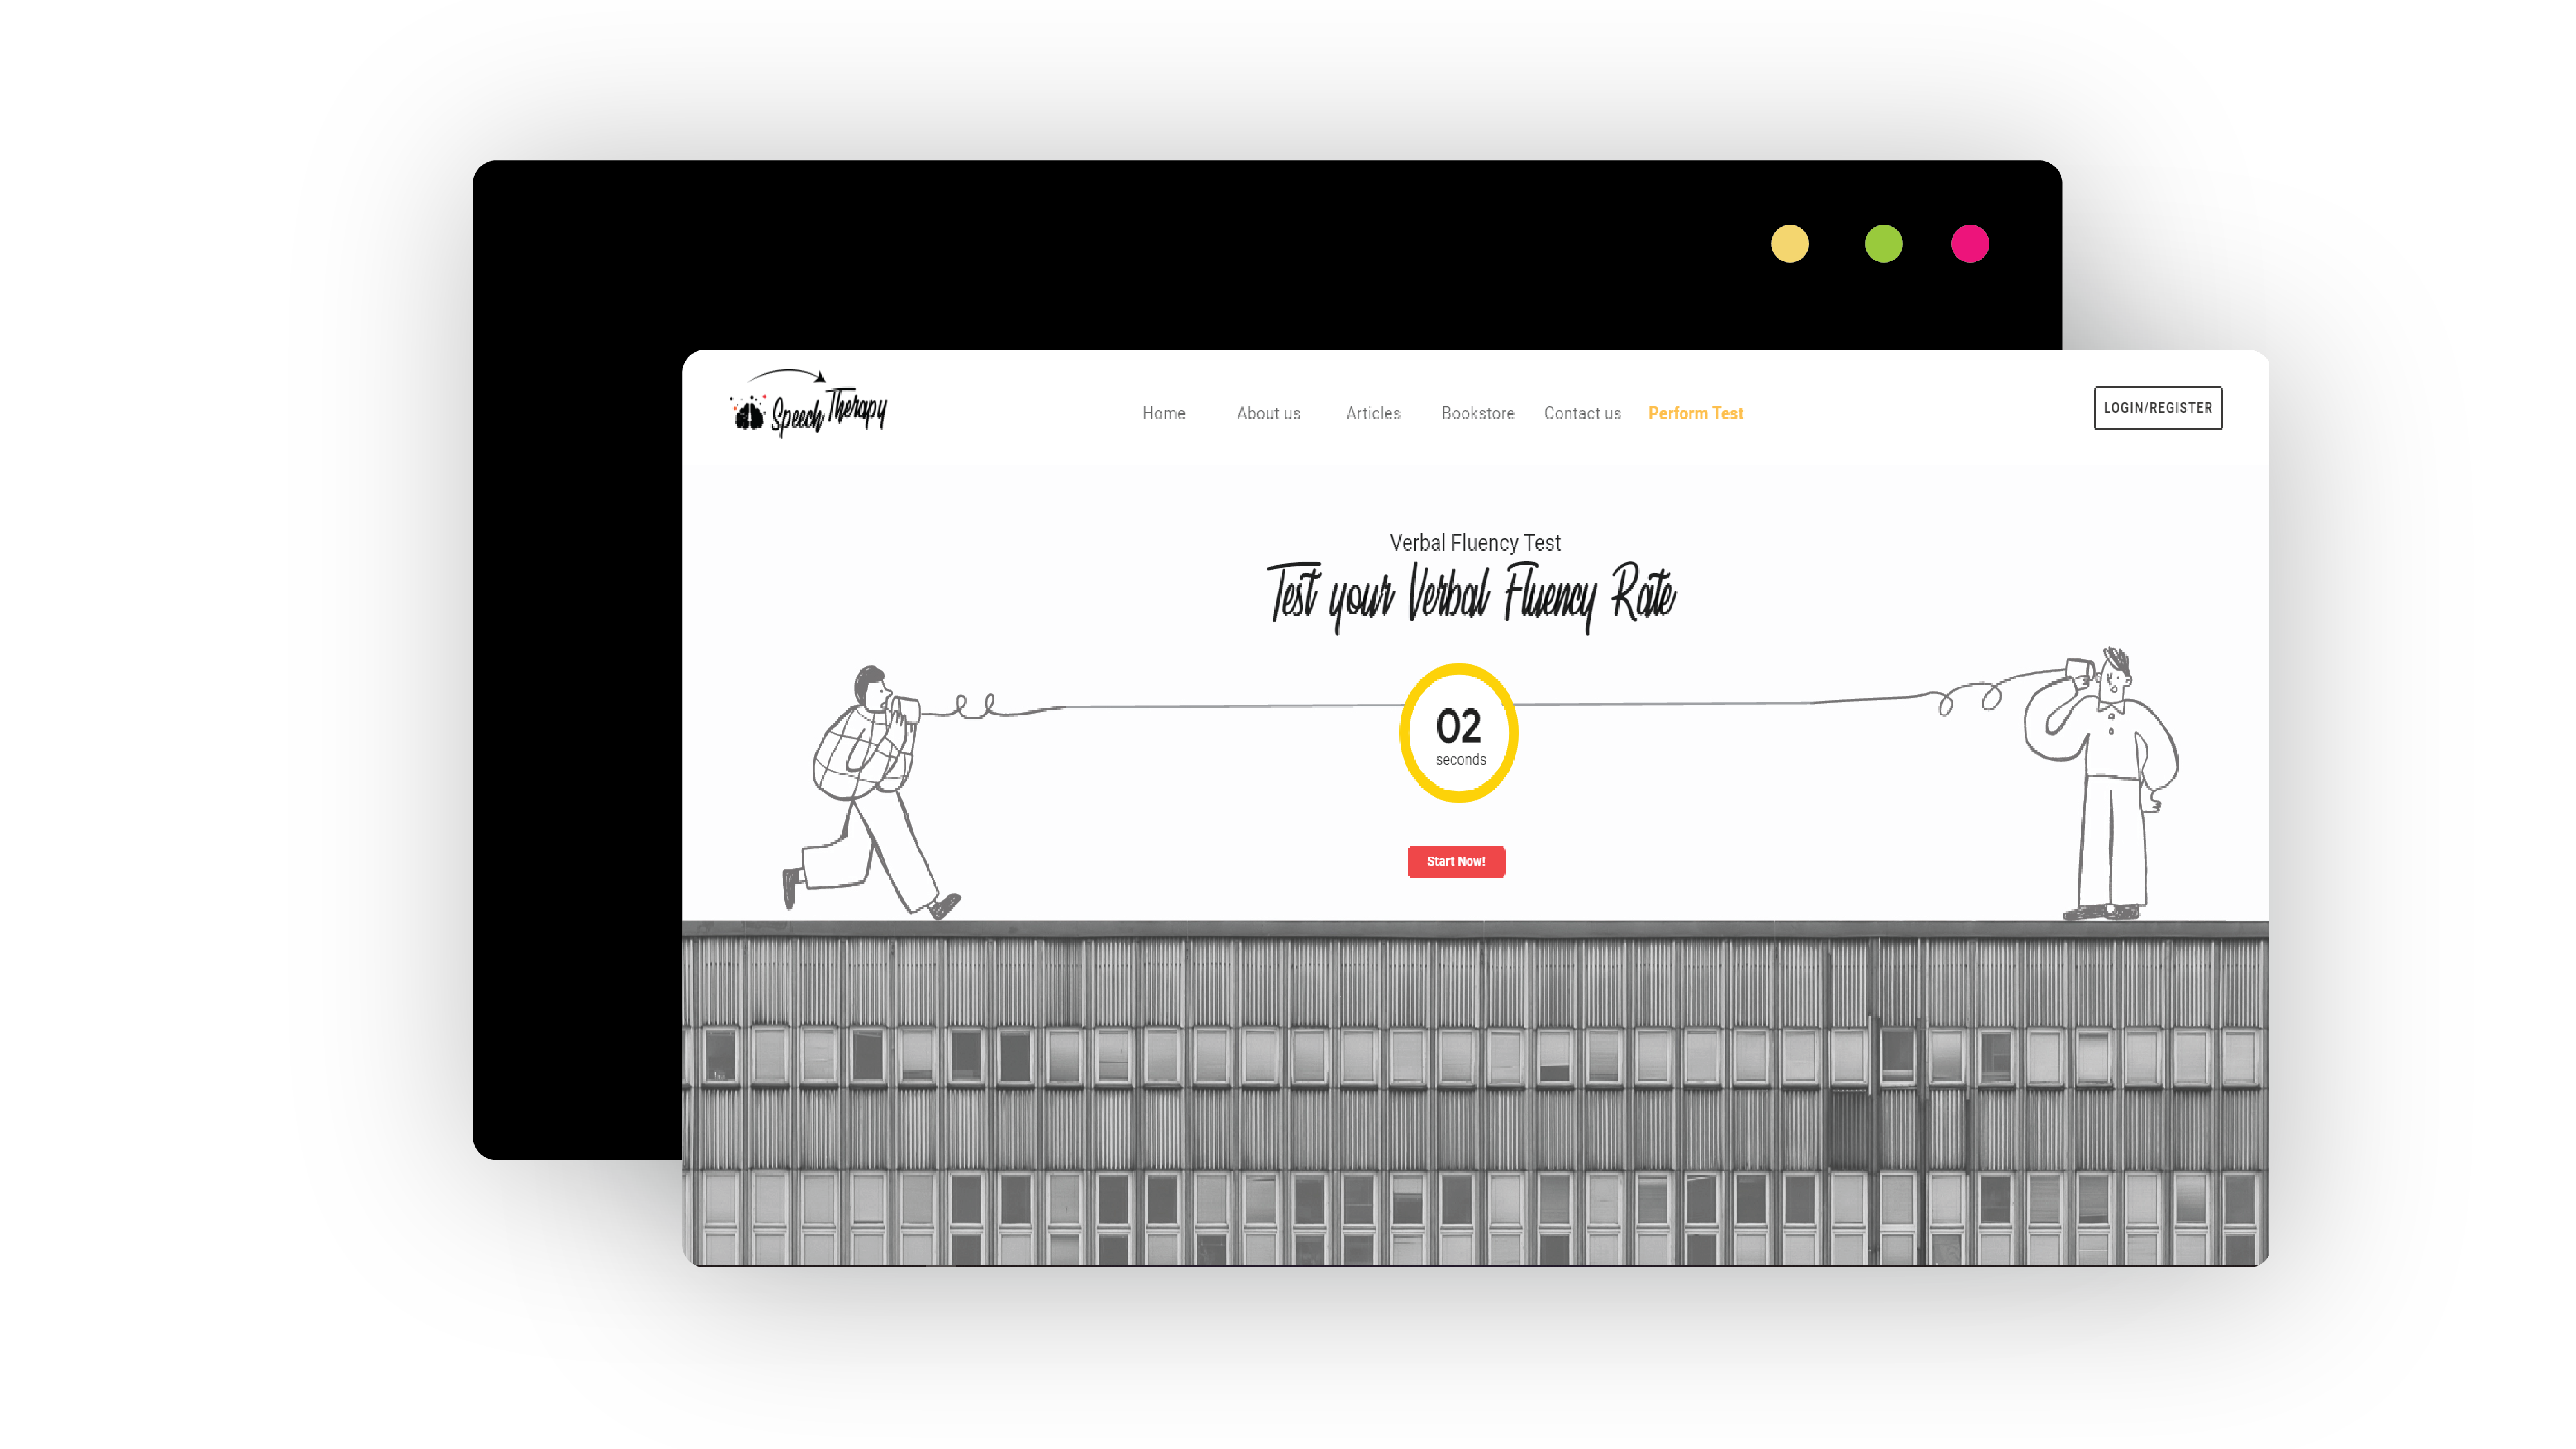 Speech Therapy
Home About us Articles Bookstore Contact us Perform Test
LOGIN/REGISTER
Verbal Fluency Test
Test your Verbal Fluency Rate
02
seconds
Start Now!